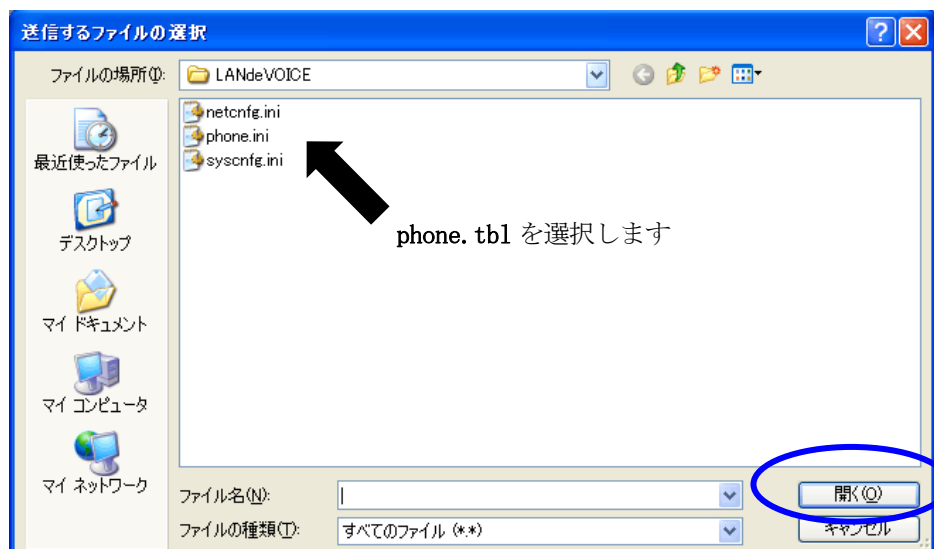 送信するファイルの選択
ファイルの場所(I):
LANdeVOICE
netcnfg.ini
phone.ini
syscnfg.ini
phone.tbl を選択します
最近使ったファイル
デスクトップ
マイ ドキュメント
マイ コンピュータ
マイ ネットワーク
ファイル名(N):
開く(O)
ファイルの種類(T):
すべてのファイル (*.*)
キャンセル